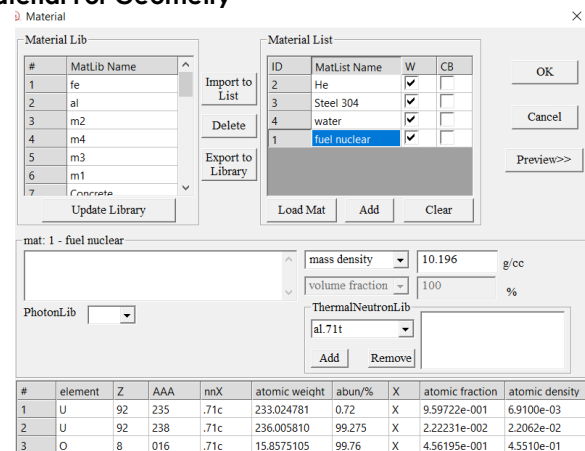 Material For Geometry
Material
Material Lib
# MatLib Name
1 fe
2 al
3 m2
4 m4
5 m3
6 m1
7 Concrete
Update Library
Import to List
Delete
Export to Library
Material List
ID MatList Name W CB
2 He
3 Steel 304
4 water
1 fuel nuclear
Load Mat Add Clear
OK
Cancel
Preview>>
mat: 1 - fuel nuclear
mass density 10.196 g/cc
volume fraction 100 %
PhotonLib
ThermalNeutronLib
al.71t
Add Remove
# element Z AAA nnX atomic weight abun/% X atomic fraction atomic density
1 U 92 235 .71c 233.024781 0.72 X 9.59722e-001 6.9100e-03
2 U 92 238 .71c 236.005810 99.275 X 2.22231e-002 2.2062e-02
3 O 8 016 .71c 15.8575105 99.76 X 4.56195e-001 4.5510e-01